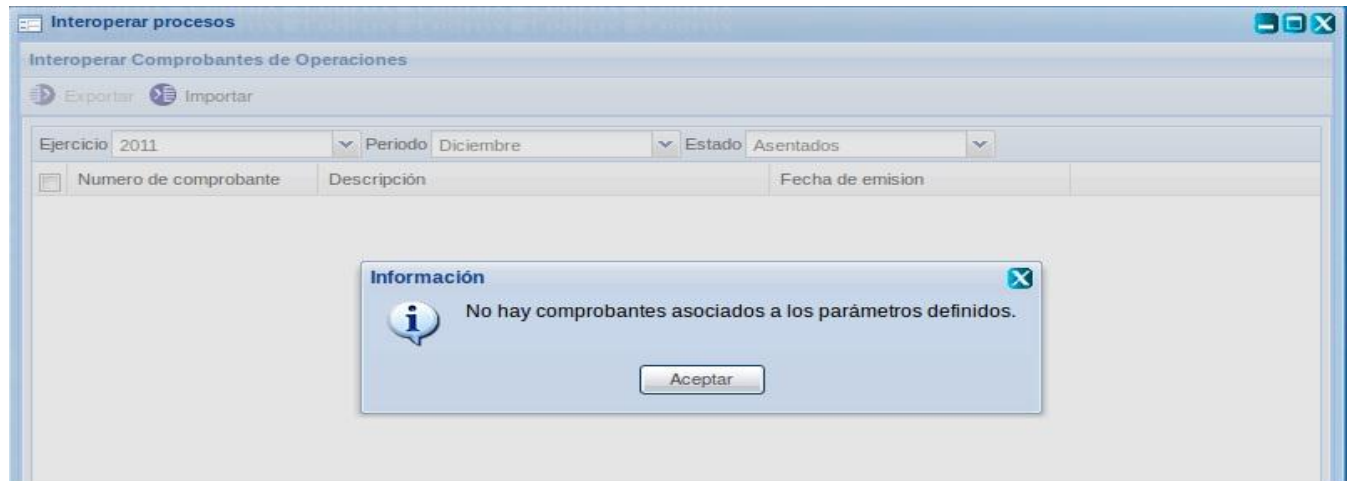 Interoperar procesos
Interoperar Comprobantes de Operaciones
Exportar Importar
Ejercicio 2011 Periodo Diciembre Estado Asentados
Numero de comprobante Descripción Fecha de emision
Información
No hay comprobantes asociados a los parámetros definidos.
Aceptar